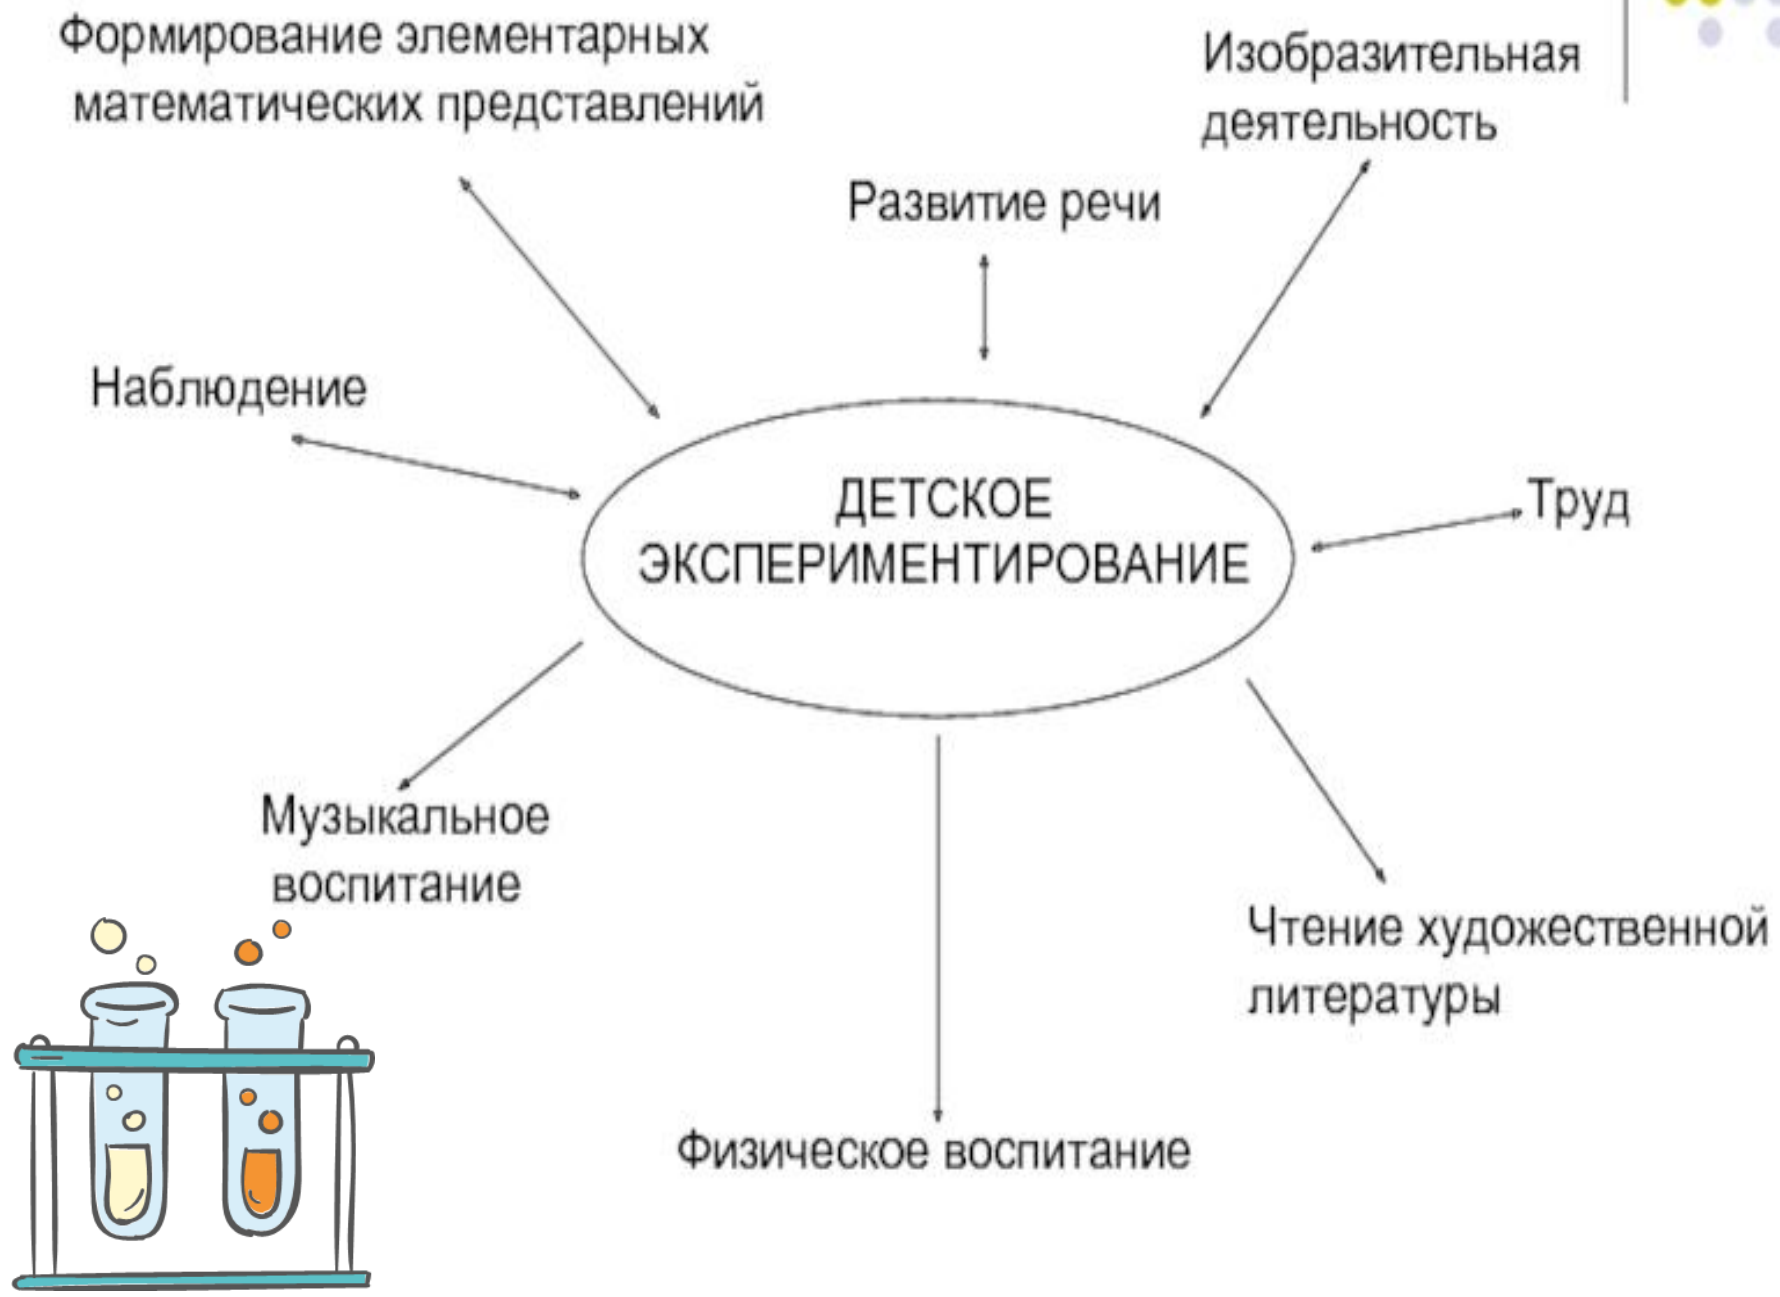 Формирование элементарных
математических представлений
Изобразительная
деятельность
Развитие речи
Наблюдение
ДЕТСКОЕ
ЭКСПЕРИМЕНТИРОВАНИЕ
Труд
Музыкальное
воспитание
Чтение художественной
литературы
Физическое воспитание